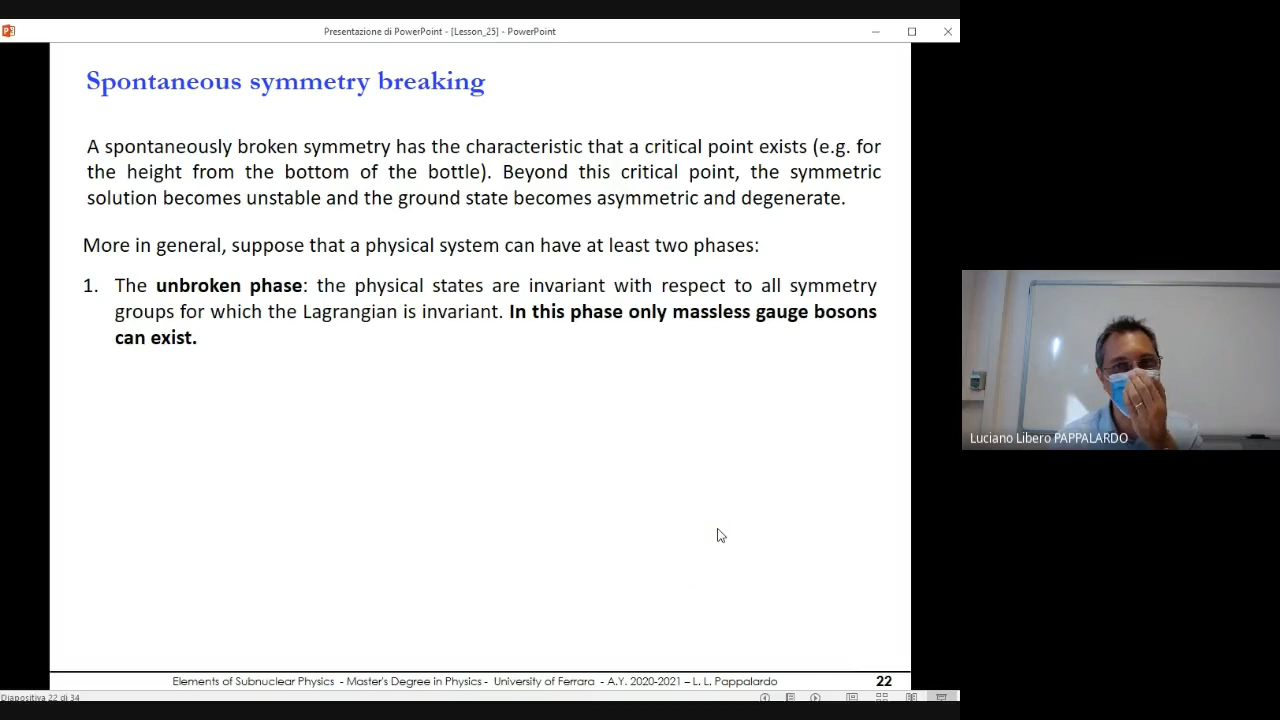 Presentazione di PowerPoint - [Lesson_25] - PowerPoint
Spontaneous symmetry breaking
A spontaneously broken symmetry has the characteristic that a critical point exists (e.g. for
the height from the bottom of the bottle). Beyond this critical point, the symmetric
solution becomes unstable and the ground state becomes asymmetric and degenerate.
More in general, suppose that a physical system can have at least two phases:
1. The unbroken phase: the physical states are invariant with respect to all symmetry
groups for which the Lagrangian is invariant. In this phase only massless gauge bosons
can exist.
Luciano Libero PAPPALARDO
Elements of Subnuclear Physics - Master's Degree in Physics - University of Ferrara - A.Y. 2020-2021 – L. L. Pappalardo
22
Diapositiva 22 di 34